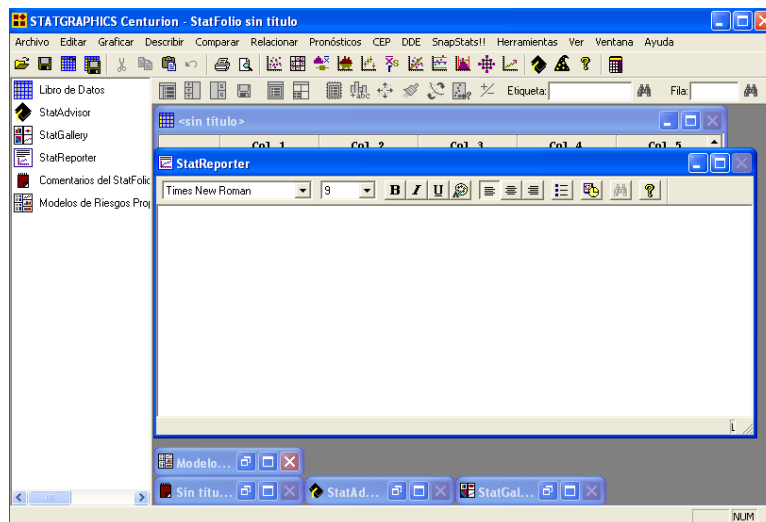 STATGRAPHICS Centurion - StatFolio sin título
Archivo Editar Graficar Describir Comparar Relacionar Pronósticos CEP DDE SnapStats!! Herramientas Ver Ventana Ayuda
Libro de Datos
StatAdvisor
StatGallery
StatReporter
Comentarios del StatFolic
Modelos de Riesgos Prop
Etiqueta:
Fila:
<sin título>
Col_1 Col_2 Col_3 Col_4 Col_5
StatReporter
Times New Roman 9 B I U
L
Modelo...
Sin títu... StatAd... StatGal...
NUM